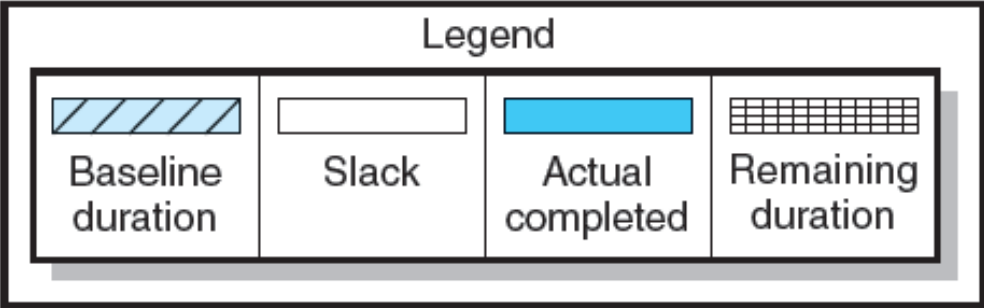 Legend
Baseline
duration
Slack
Actual
completed
Remaining
duration